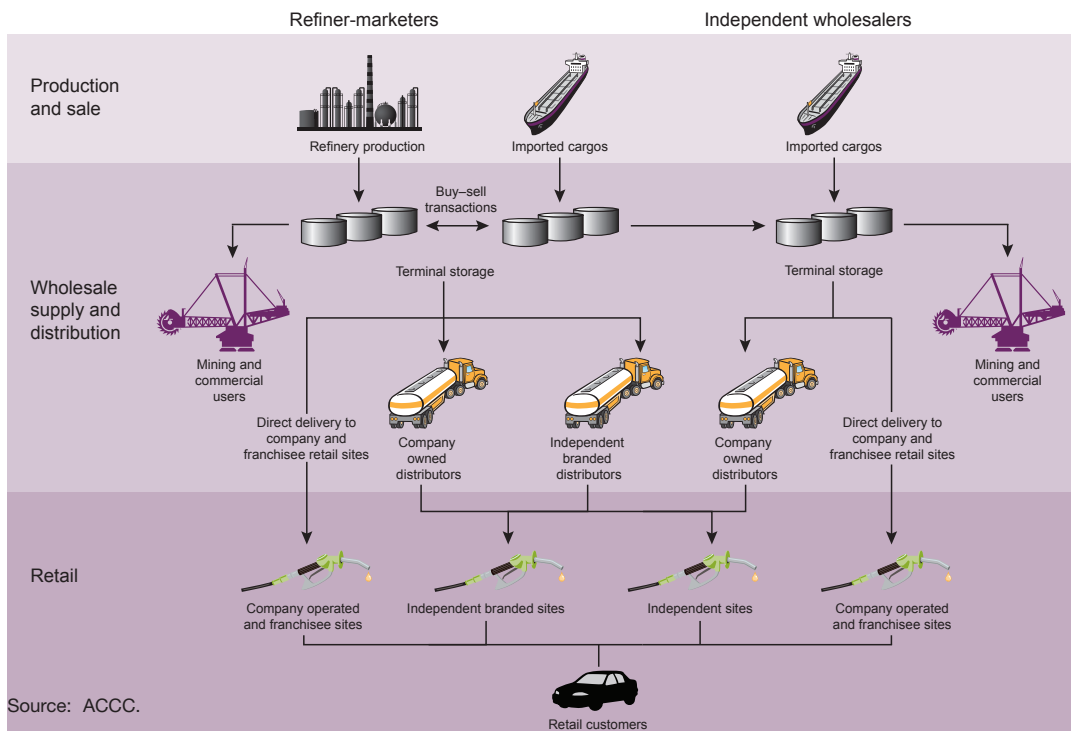 Refiner-marketers
Independent wholesalers
Production
and sale
Refinery production
Imported cargos
Imported cargos
Buy–sell
transactions
Terminal storage
Terminal storage
Wholesale
supply and
distribution
Mining and
commercial
users
Mining and
commercial
users
Direct delivery to
company and
franchisee retail sites
Company
owned
distributors
Independent
branded
distributors
Company
owned
distributors
Direct delivery to
company and
franchisee retail sites
Retail
Company operated
and franchisee sites
Independent branded sites
Independent sites
Company operated
and franchisee sites
Source: ACCC.
Retail customers